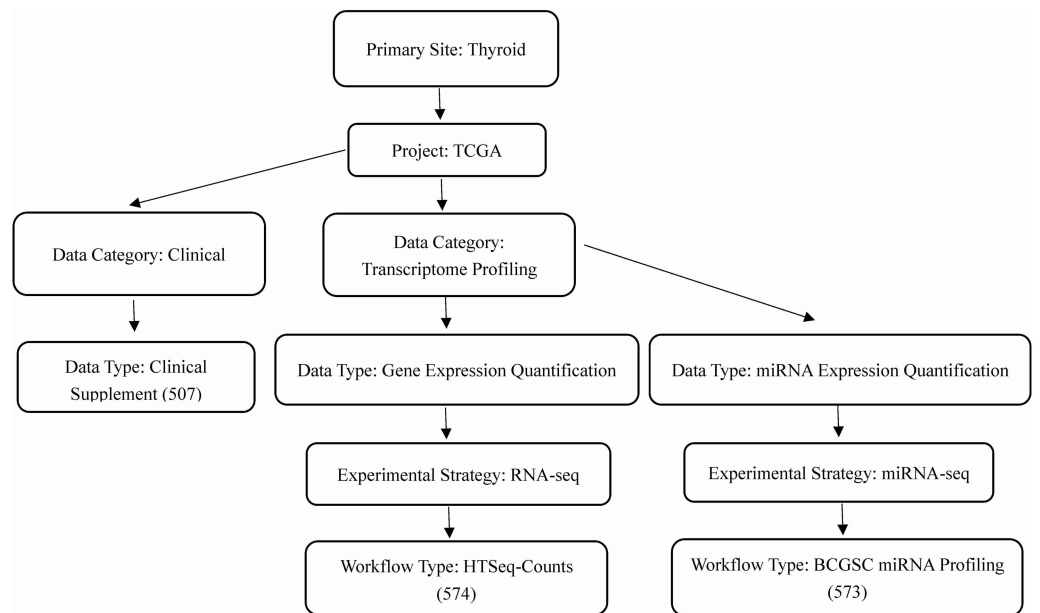 Primary Site: Thyroid
Project: TCGA
Data Category: Clinical
Data Category:
Transcriptome Profiling
Data Type: Clinical
Supplement (507)
Data Type: Gene Expression Quantification
Data Type: miRNA Expression Quantification
Experimental Strategy: RNA-seq
Experimental Strategy: miRNA-seq
Workflow Type: HTSeq-Counts
(574)
Workflow Type: BCGSC miRNA Profiling
(573)